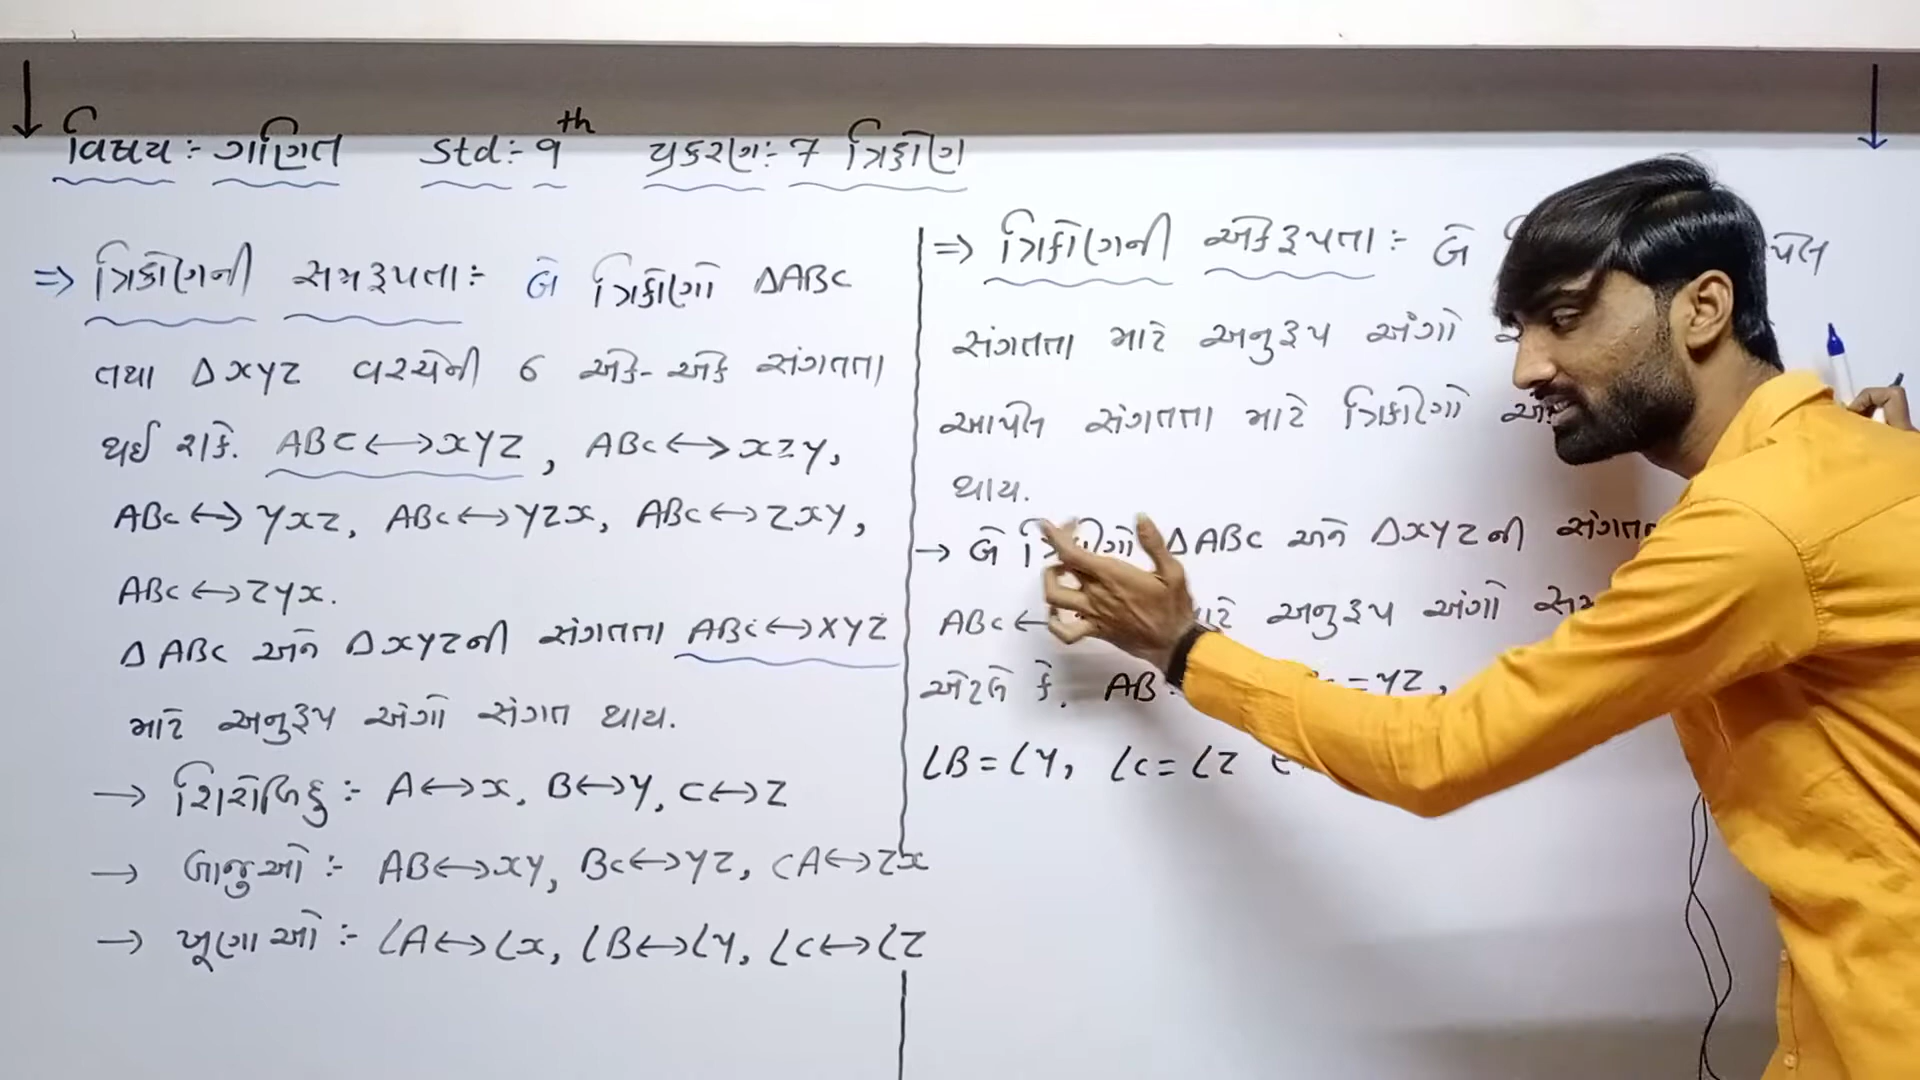 વિષય:- ગણિત Std:- 9th પ્રકરણ:- 7 ત્રિકોણ
=> ત્રિકોણની સમરૂપતા:- બે ત્રિકોણો ΔABC
તથા ΔXYZ વચ્ચેની 6 એક-એક સંગતતા
થઈ શકે. ABC↔XYZ, ABC↔XZY,
ABC↔YXZ, ABC↔YZX, ABC↔ZXY,
ABC↔ZYX.
ΔABC અને ΔXYZની સંગતતા ABC↔XYZ
માટે અનુરૂપ અંગો સંગત થાય.
→ શિરોબિંદુ:- A↔X, B↔Y, C↔Z
→ બાજુઓ:- AB↔XY, BC↔YZ, CA↔ZX
→ ખૂણાઓ:- ∠A↔∠X, ∠B↔∠Y, ∠C↔∠Z
=> ત્રિકોણની એકરૂપતા:- બે
સંગતતા માટે અનુરૂપ અંગો
આપેલ સંગતતા માટે ત્રિકોણો
થાય.
→ બે ΔABC અને ΔXYZની
ABC↔ અનુરૂપ અંગો
એટલે કે, AB =YZ,
∠B=∠Y, ∠C=∠Z